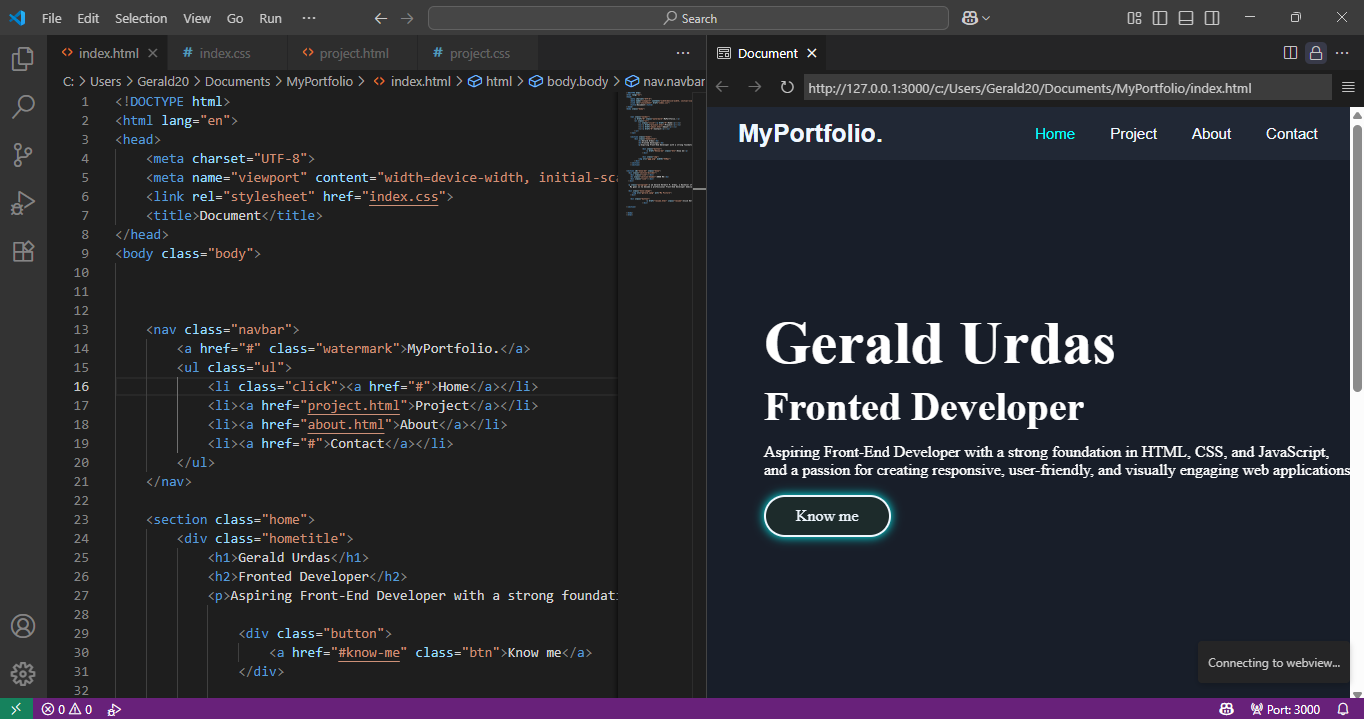 File Edit Selection View Go Run ··· Search
index.html index.css project.html project.css ···
C: > Users > Gerald20 > Documents > MyPortfolio > index.html > html > body.body > nav.navbar
1 <!DOCTYPE html>
2 <html lang="en">
3 <head>
4 <meta charset="UTF-8">
5 <meta name="viewport" content="width=device-width, initial-sca
6 <link rel="stylesheet" href="index.css">
7 <title>Document</title>
8 </head>
9 <body class="body">
10
11
12
13 <nav class="navbar">
14 <a href="#" class="watermark">MyPortfolio.</a>
15 <ul class="ul">
16 <li class="click"><a href="#">Home</a></li>
17 <li><a href="project.html">Project</a></li>
18 <li><a href="about.html">About</a></li>
19 <li><a href="#">Contact</a></li>
20 </ul>
21 </nav>
22
23 <section class="home">
24 <div class="hometitle">
25 <h1>Gerald Urdas</h1>
26 <h2>Fronted Developer</h2>
27 <p>Aspiring Front-End Developer with a strong foundati
28
29 <div class="button">
30 <a href="#know-me" class="btn">Know me</a>
31 </div>
32
Document
http://127.0.0.1:3000/c:/Users/Gerald20/Documents/MyPortfolio/index.html
MyPortfolio. Home Project About Contact
Gerald Urdas
Fronted Developer
Aspiring Front-End Developer with a strong foundation in HTML, CSS, and JavaScript,
and a passion for creating responsive, user-friendly, and visually engaging web applications
Know me
Connecting to webview...
0 0 Port: 3000